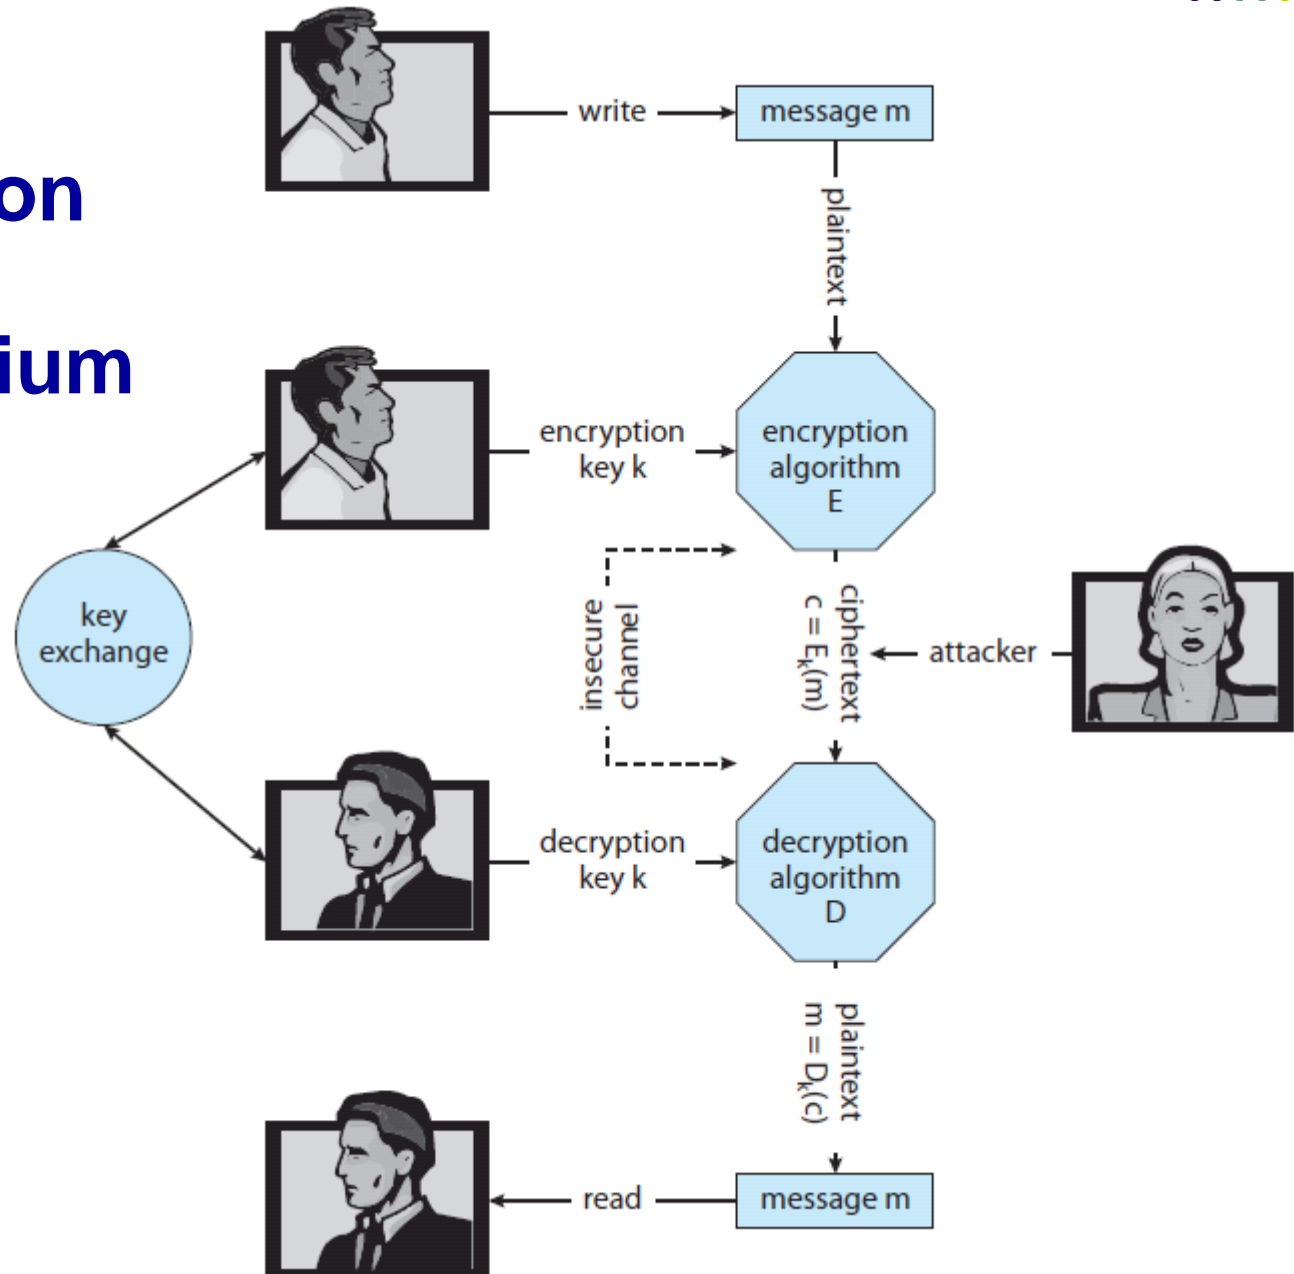 on
ium
write
message m
plaintext
encryption
key k
encryption
algorithm
E
key
exchange
insecure
channel
ciphertext
c = Eₖ(m)
attacker
decryption
key k
decryption
algorithm
D
plaintext
m = Dₖ(c)
read
message m